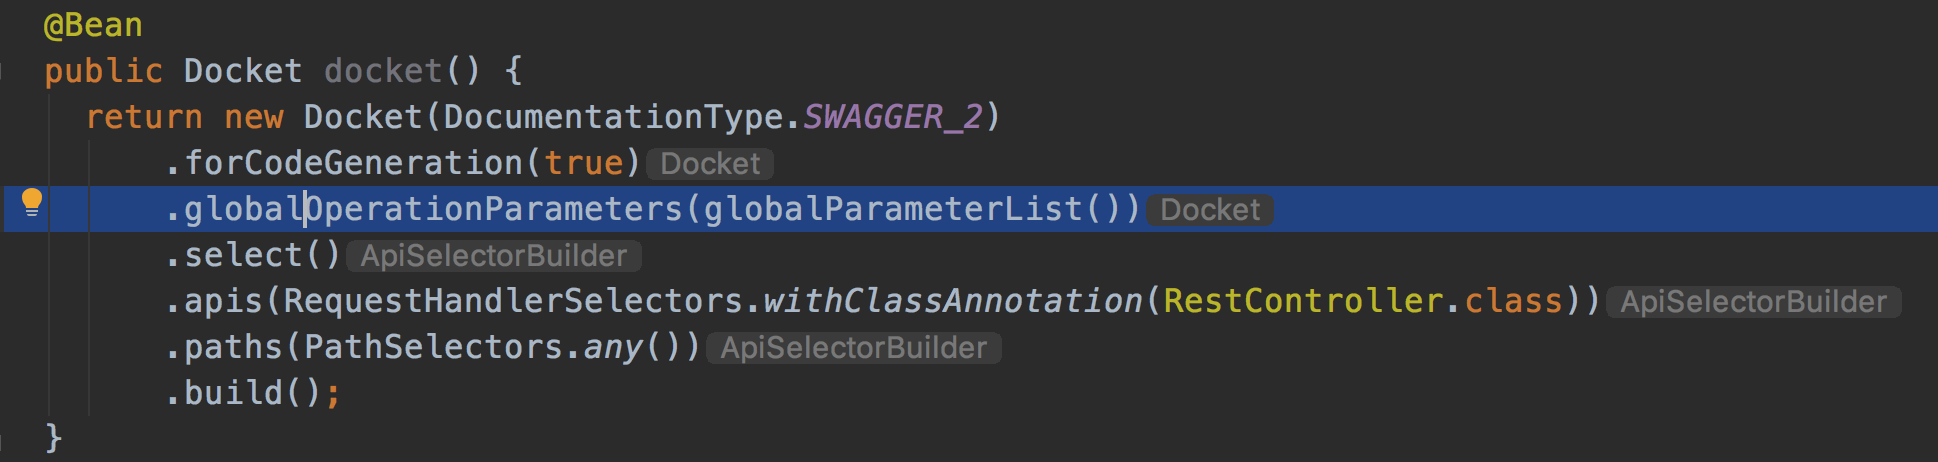 @Bean
public Docket docket() {
return new Docket(DocumentationType.SWAGGER_2)
.forCodeGeneration(true) Docket
.globalOperationParameters(globalParameterList()) Docket
.select() ApiSelectorBuilder
.apis(RequestHandlerSelectors.withClassAnnotation(RestController.class)) ApiSelectorBuilder
.paths(PathSelectors.any()) ApiSelectorBuilder
.build();
}